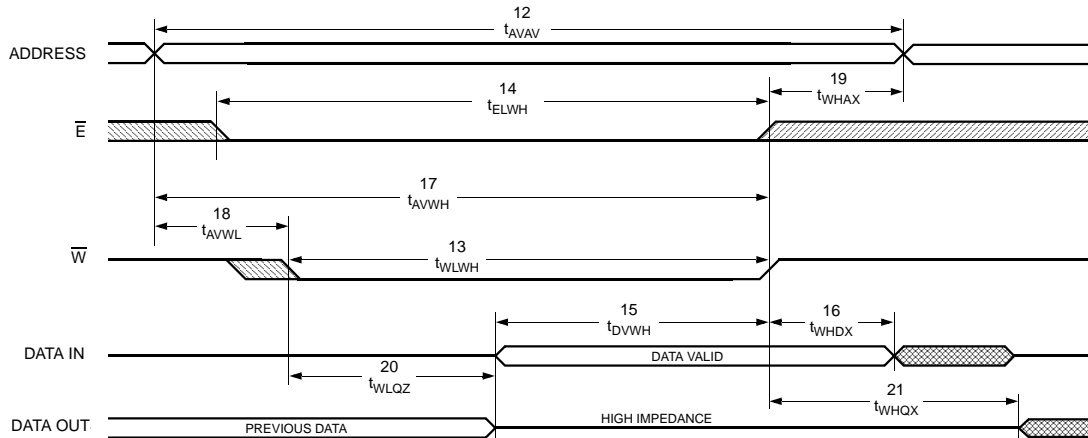 12
tAVAV
ADDRESS
14
tELWH
19
tWHAX
E
17
tAVWH
18
tAVWL
W
13
tWLWH
15
tDVWH
16
tWHDX
DATA IN
DATA VALID
20
tWLQZ
21
tWHQX
DATA OUT
PREVIOUS DATA
HIGH IMPEDANCE